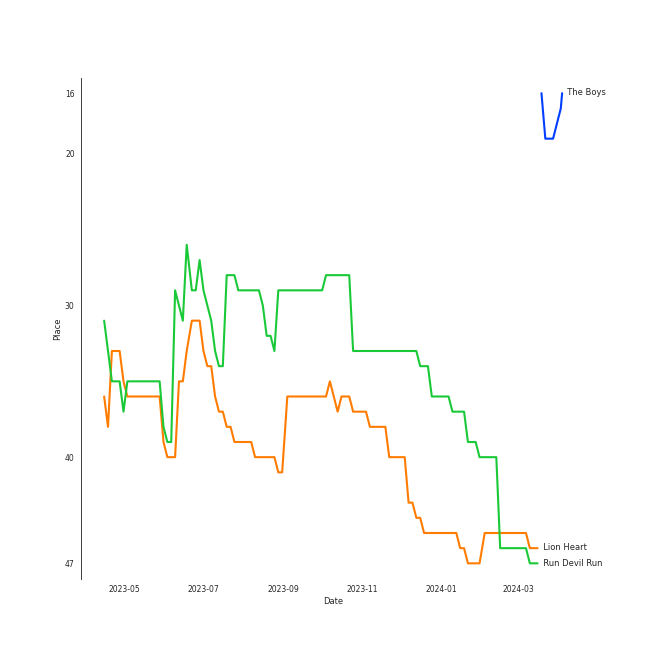 16
The Boys
20
30
Place
40
Lion Heart
47
Run Devil Run
2023-05
2023-07
2023-09
2023-11
2024-01
2024-03
Date